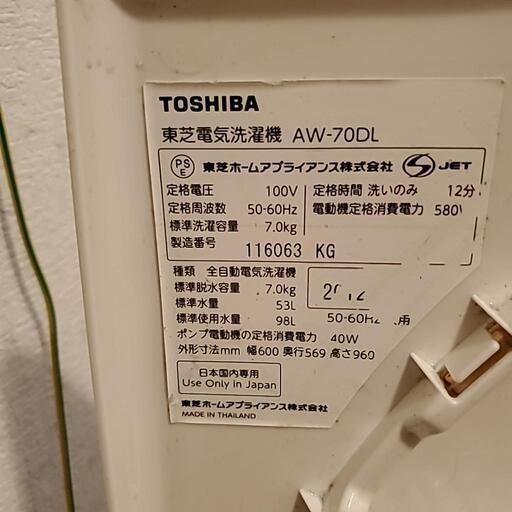 TOSHIBA
東芝電気洗濯機 AW-70DL
PS E 東芝ホームアプライアンス株式会社 S JET
定格電圧 100V 定格時間 洗いのみ 12分
定格周波数 50-60Hz 電動機定格消費電力 580
標準洗濯容量 7.0kg
製造番号 116063 KG
種類 全自動電気洗濯機
標準脱水容量 7.0kg
標準水量 53L
標準使用水量 98L 50-60Hz 用
ポンプ電動機の定格消費電力 40W
外形寸法mm 幅600 奥行569 高さ960
日本国内専用
Use Only in Japan
東芝ホームアプライアンス株式会社
MADE IN THAILAND